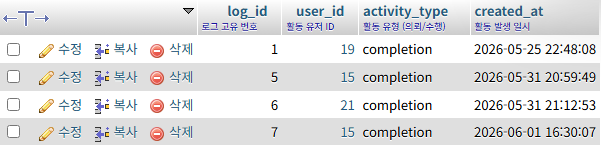 log_id user_id activity_type created_at
로그 고유 번호 활동 유저 ID 활동 유형 (의뢰/수행) 활동 발생 일시
수정 복사 삭제 1 19 completion 2026-05-25 22:48:08
수정 복사 삭제 5 15 completion 2026-05-31 20:59:49
수정 복사 삭제 6 21 completion 2026-05-31 21:12:53
수정 복사 삭제 7 15 completion 2026-06-01 16:30:07